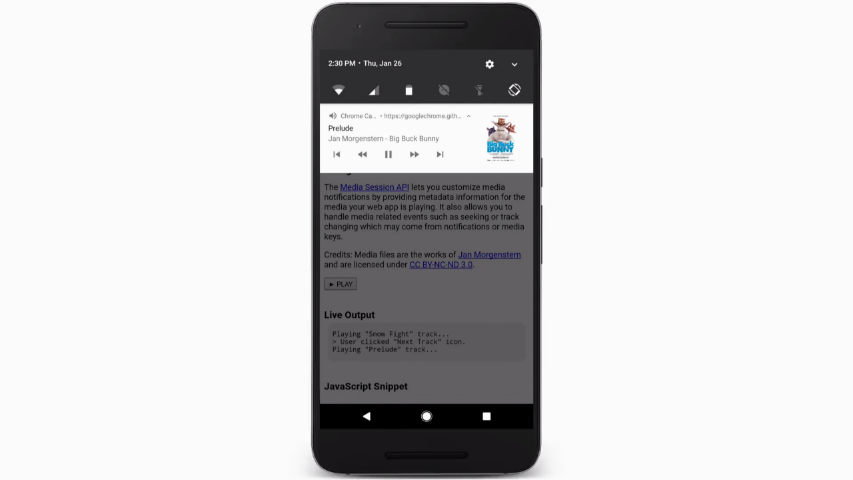 2:30 PM • Thu, Jan 26
Chrome Ca... • https://googlechrome.gith...
Prelude
Jan Morgenstern - Big Buck Bunny
Big Buck
BUNNY
The Media Session API lets you customize media
notifications by providing metadata information for the
media your web app is playing. It also allows you to
handle media related events such as seeking or track
changing which may come from notifications or media
keys.
Credits: Media files are the works of Jan Morgenstern
and are licensed under CC BY-NC-ND 3.0.
► PLAY
Live Output
Playing "Snow Fight" track...
> User clicked "Next Track" icon.
Playing "Prelude" track...
JavaScript Snippet